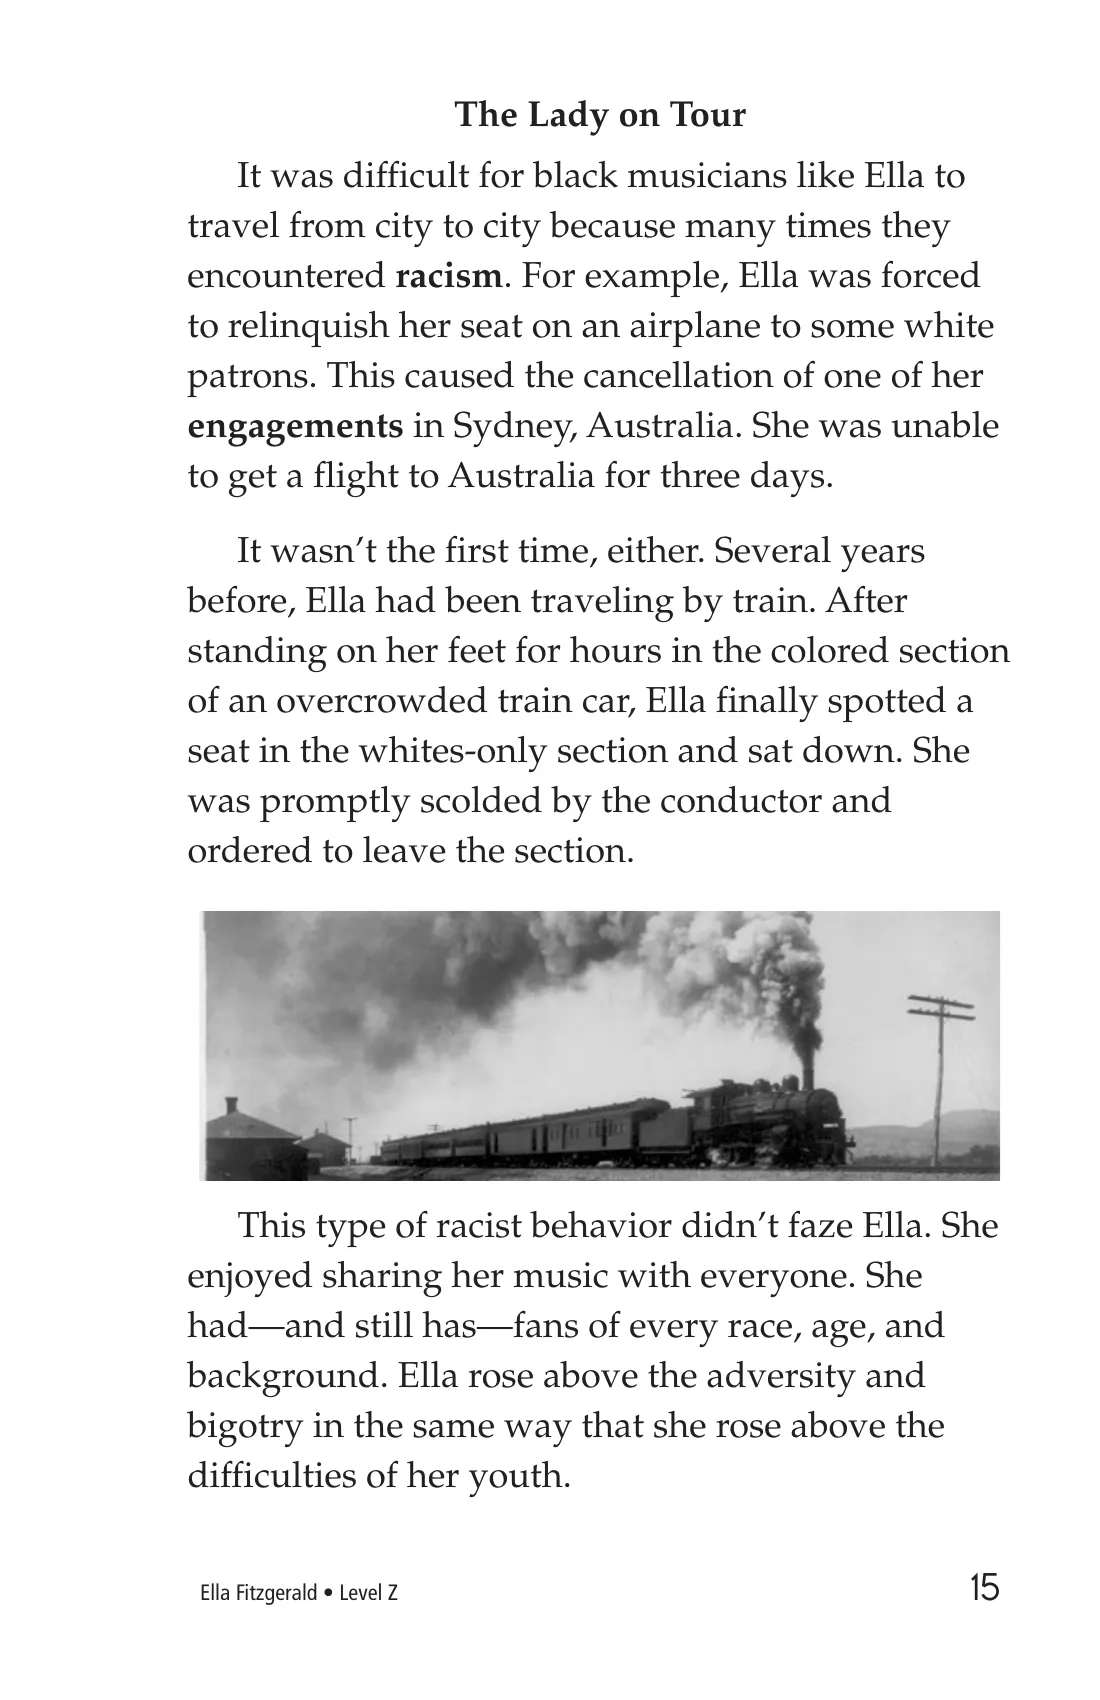 The Lady on Tour
It was difficult for black musicians like Ella to
travel from city to city because many times they
encountered racism. For example, Ella was forced
to relinquish her seat on an airplane to some white
patrons. This caused the cancellation of one of her
engagements in Sydney, Australia. She was unable
to get a flight to Australia for three days.
It wasn’t the first time, either. Several years
before, Ella had been traveling by train. After
standing on her feet for hours in the colored section
of an overcrowded train car, Ella finally spotted a
seat in the whites-only section and sat down. She
was promptly scolded by the conductor and
ordered to leave the section.
This type of racist behavior didn’t faze Ella. She
enjoyed sharing her music with everyone. She
had—and still has—fans of every race, age, and
background. Ella rose above the adversity and
bigotry in the same way that she rose above the
difficulties of her youth.
Ella Fitzgerald • Level Z
15